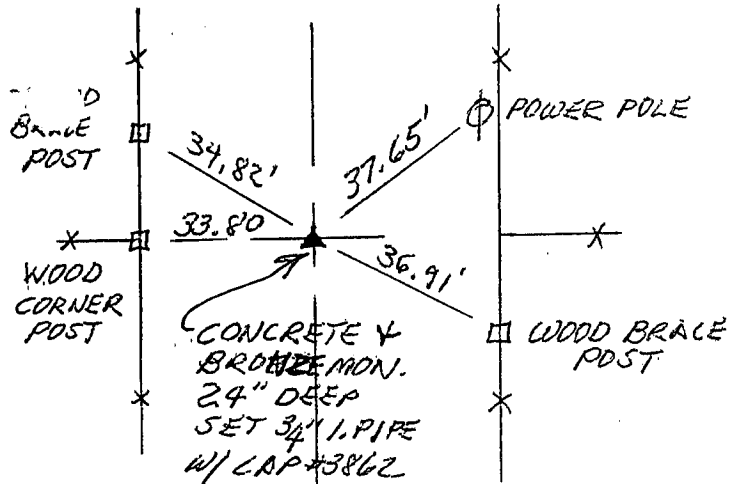 BRACE
POST
34.82'
37.65'
POWER POLE
33.80
WOOD
CORNER
POST
36.91'
WOOD BRACE
POST
CONCRETE &
BRONZE MON.
24" DEEP
SET 3/4" I.PIPE
W/ CAP #3862